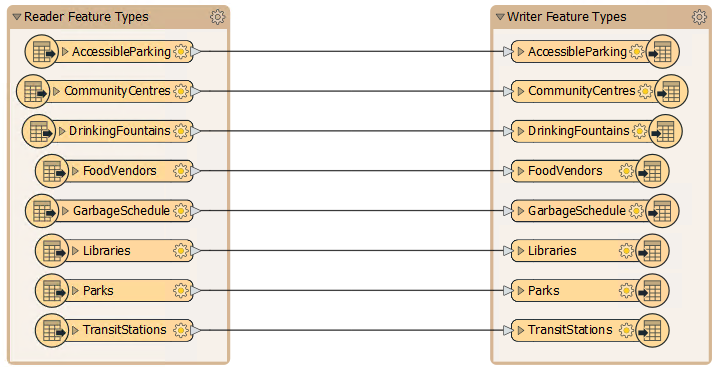 Reader Feature Types
AccessibleParking
CommunityCentres
DrinkingFountains
FoodVendors
GarbageSchedule
Libraries
Parks
TransitStations
Writer Feature Types
AccessibleParking
CommunityCentres
DrinkingFountains
FoodVendors
GarbageSchedule
Libraries
Parks
TransitStations